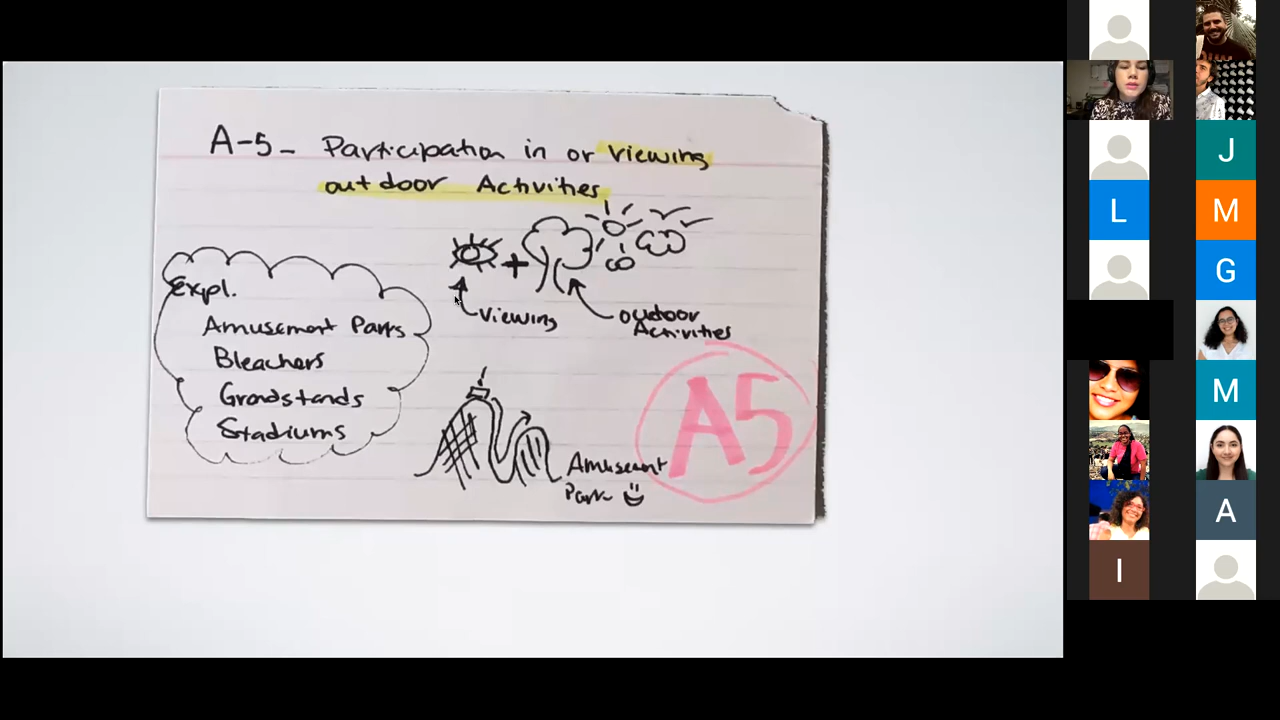 A-5- Participation in or viewing
outdoor Activities
Expl.
Amusement Parks
Bleachers
Grandstands
Stadiums
viewing
outdoor
Activities
Amusement
Park
A5
J
L
M
G
M
A
I